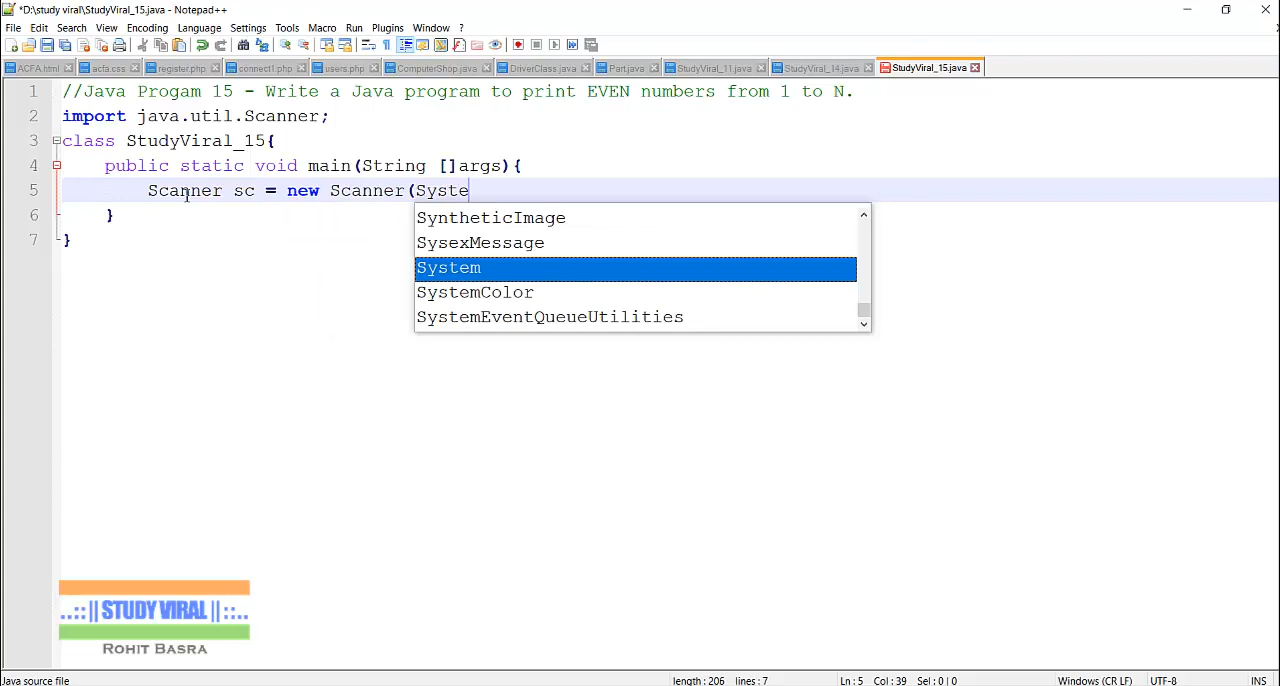 *D:\study viral\StudyViral_15.java - Notepad++
File Edit Search View Encoding Language Settings Tools Macro Run Plugins Window ?
ACFA.html acfa.css register.php connect1.php users.php ComputerShop.java DriverClass.java Part.java StudyViral_11.java StudyViral_14.java StudyViral_15.java
1 //Java Progam 15 - Write a Java program to print EVEN numbers from 1 to N.
2 import java.util.Scanner;
3 class StudyViral_15{
4 public static void main(String []args){
5 Scanner sc = new Scanner(Syste
6 }
7 }
SyntheticImage
SysexMessage
System
SystemColor
SystemEventQueueUtilities
..::|| STUDY VIRAL ||::..
ROHIT BASRA
Java source file length : 206 lines : 7 Ln : 5 Col : 39 Sel : 0 | 0 Windows (CR LF) UTF-8 INS